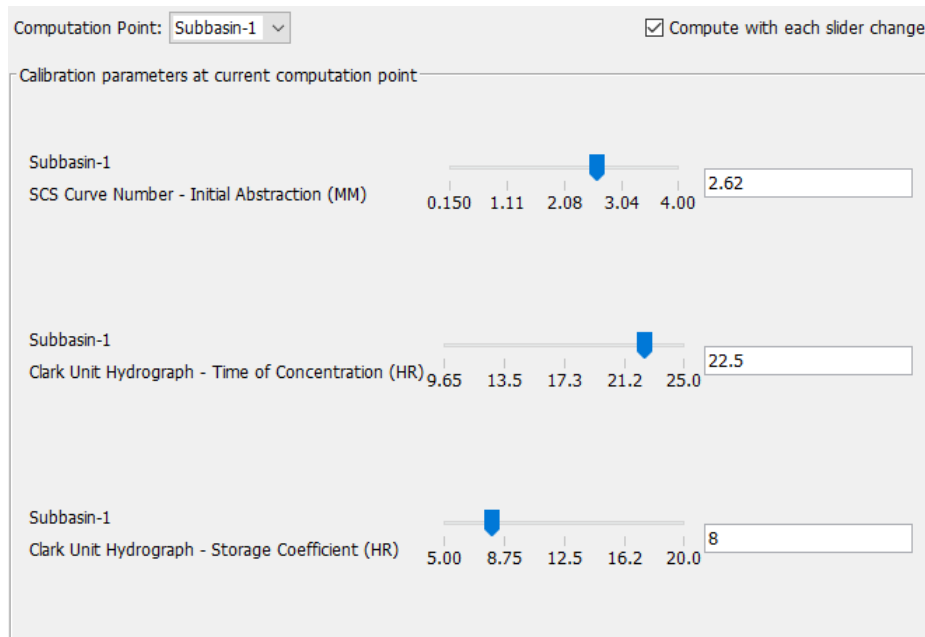 Computation Point: Subbasin-1 Compute with each slider change
Calibration parameters at current computation point
Subbasin-1
SCS Curve Number - Initial Abstraction (MM)
0.150 1.11 2.08 3.04 4.00
2.62
Subbasin-1
Clark Unit Hydrograph - Time of Concentration (HR)
9.65 13.5 17.3 21.2 25.0
22.5
Subbasin-1
Clark Unit Hydrograph - Storage Coefficient (HR)
5.00 8.75 12.5 16.2 20.0
8